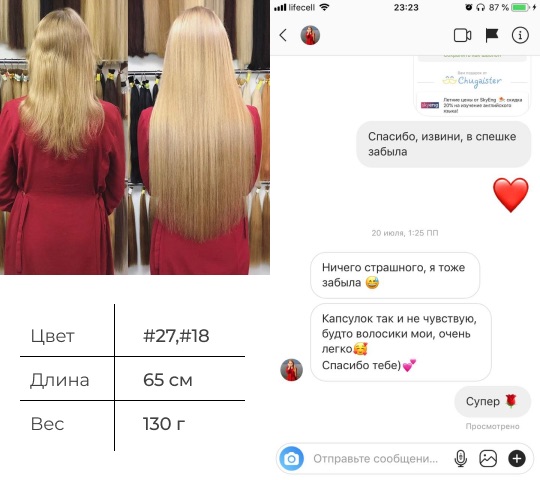 Цвет #27,#18
Длина 65 см
Вес 130 г
lifecell 23:23 87 %
Chugaister
Летние цены от SkyEng 🏃 скидка
20% на изучение английского
языка!
skyeng
Спасибо, извини, в спешке
забыла
❤️
20 июля, 1:25 ПП
Ничего страшного, я тоже
забыла 😅
Капсулок так и не чувствую,
будто волосики мои, очень
легко🥰
Спасибо тебе)💕
Супер 🌹
Просмотрено
Отправьте сообщени...